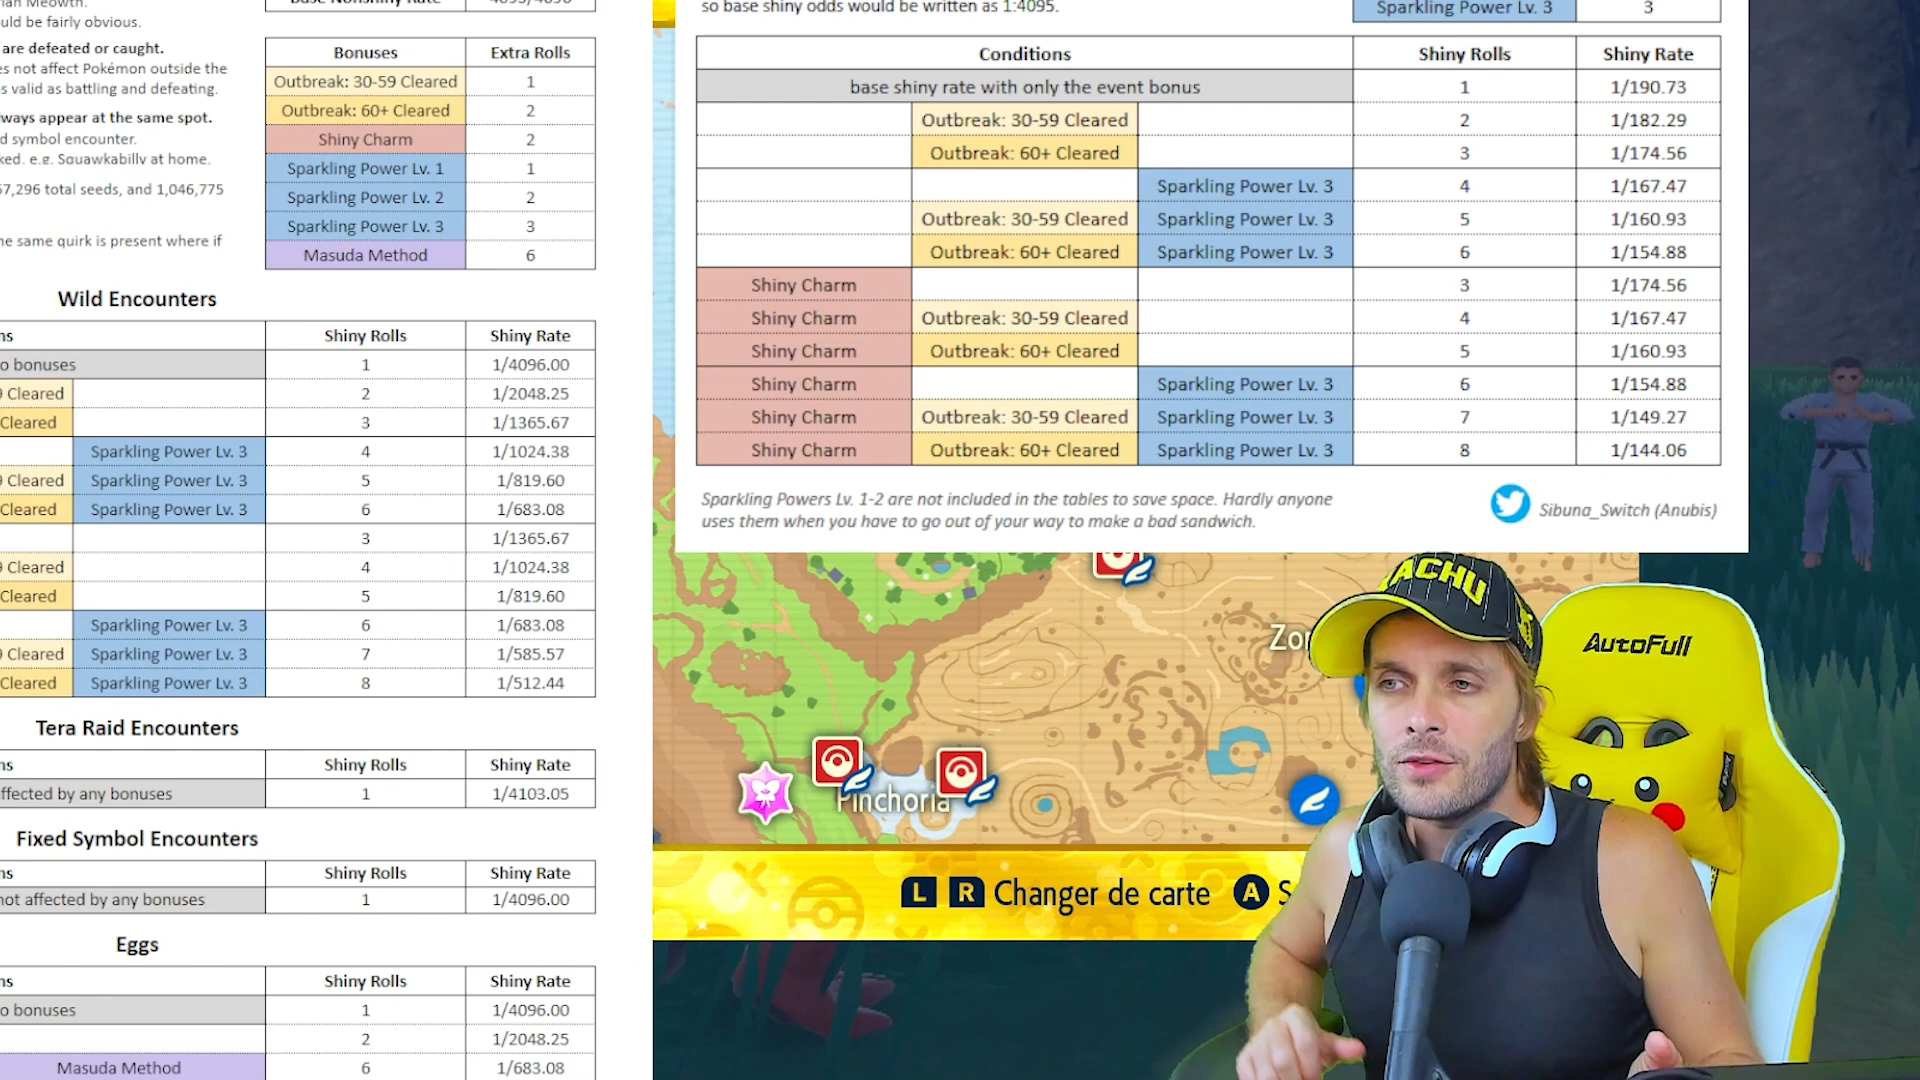 uld be fairly obvious.
are defeated or caught.
es not affect Pokémon outside the
s valid as battling and defeating.
ways appear at the same spot.
d symbol encounter.
ked, e.g. Squawkabilly at home.
57,296 total seeds, and 1,046,775
he same quirk is present where if
Bonuses Extra Rolls
Outbreak: 30-59 Cleared 1
Outbreak: 60+ Cleared 2
Shiny Charm 2
Sparkling Power Lv. 1 1
Sparkling Power Lv. 2 2
Sparkling Power Lv. 3 3
Masuda Method 6
Wild Encounters
ns Shiny Rolls Shiny Rate
o bonuses 1 1/4096.00
9 Cleared 2 1/2048.25
Cleared 3 1/1365.67
Sparkling Power Lv. 3 4 1/1024.38
9 Cleared Sparkling Power Lv. 3 5 1/819.60
Cleared Sparkling Power Lv. 3 6 1/683.08
3 1/1365.67
9 Cleared 4 1/1024.38
Cleared 5 1/819.60
Sparkling Power Lv. 3 6 1/683.08
9 Cleared Sparkling Power Lv. 3 7 1/585.57
Cleared Sparkling Power Lv. 3 8 1/512.44
Tera Raid Encounters
ns Shiny Rolls Shiny Rate
ffected by any bonuses 1 1/4103.05
Fixed Symbol Encounters
ns Shiny Rolls Shiny Rate
not affected by any bonuses 1 1/4096.00
Eggs
ns Shiny Rolls Shiny Rate
o bonuses 1 1/4096.00
2 1/2048.25
Masuda Method 6 1/683.08
so base shiny odds would be written as 1:4095.
Sparkling Power Lv. 3 3
Conditions Shiny Rolls Shiny Rate
base shiny rate with only the event bonus 1 1/190.73
Outbreak: 30-59 Cleared 2 1/182.29
Outbreak: 60+ Cleared 3 1/174.56
Sparkling Power Lv. 3 4 1/167.47
Outbreak: 30-59 Cleared Sparkling Power Lv. 3 5 1/160.93
Outbreak: 60+ Cleared Sparkling Power Lv. 3 6 1/154.88
Shiny Charm 3 1/174.56
Shiny Charm Outbreak: 30-59 Cleared 4 1/167.47
Shiny Charm Outbreak: 60+ Cleared 5 1/160.93
Shiny Charm Sparkling Power Lv. 3 6 1/154.88
Shiny Charm Outbreak: 30-59 Cleared Sparkling Power Lv. 3 7 1/149.27
Shiny Charm Outbreak: 60+ Cleared Sparkling Power Lv. 3 8 1/144.06
Sparkling Powers Lv. 1-2 are not included in the tables to save space. Hardly anyone
uses them when you have to go out of your way to make a bad sandwich.
Sibuna_Switch (Anubis)
Zo
Pinchoria
L R Changer de carte A S
ACHU
AutoFull